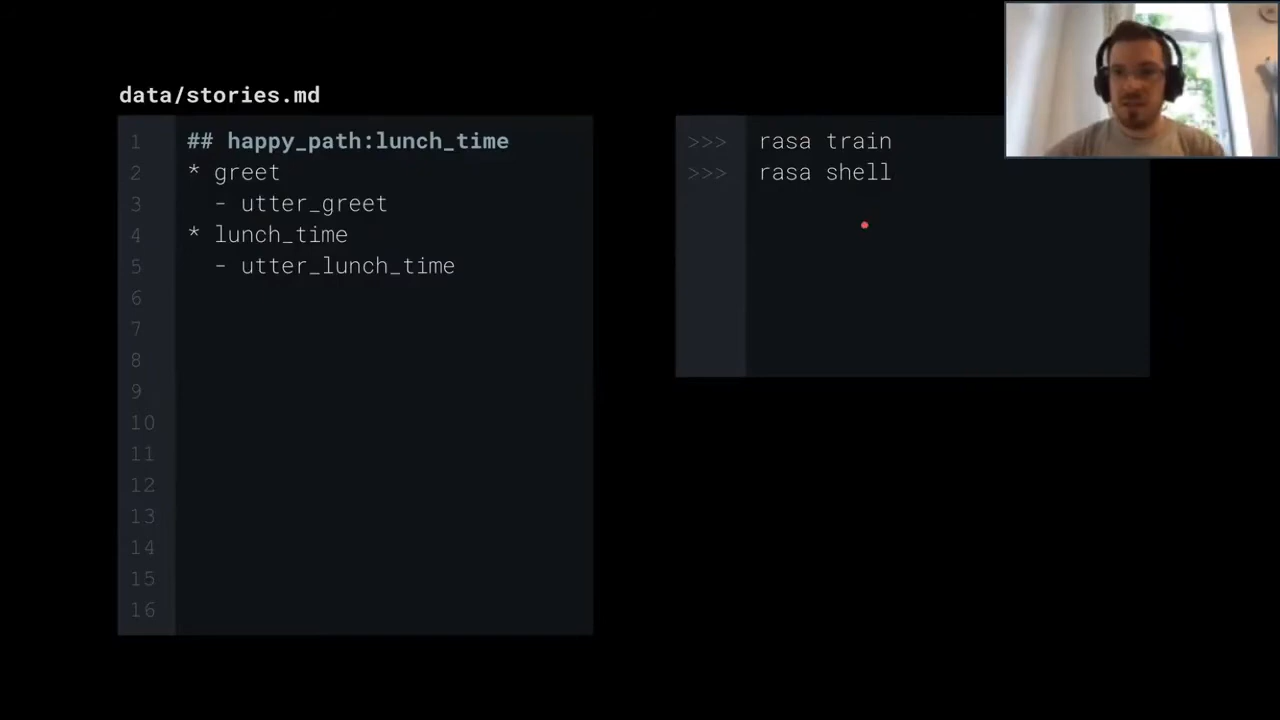 data/stories.md
1 ## happy_path:lunch_time
2 * greet
3 - utter_greet
4 * lunch_time
5 - utter_lunch_time
6
7
8
9
10
11
12
13
14
15
16
>>> rasa train
>>> rasa shell